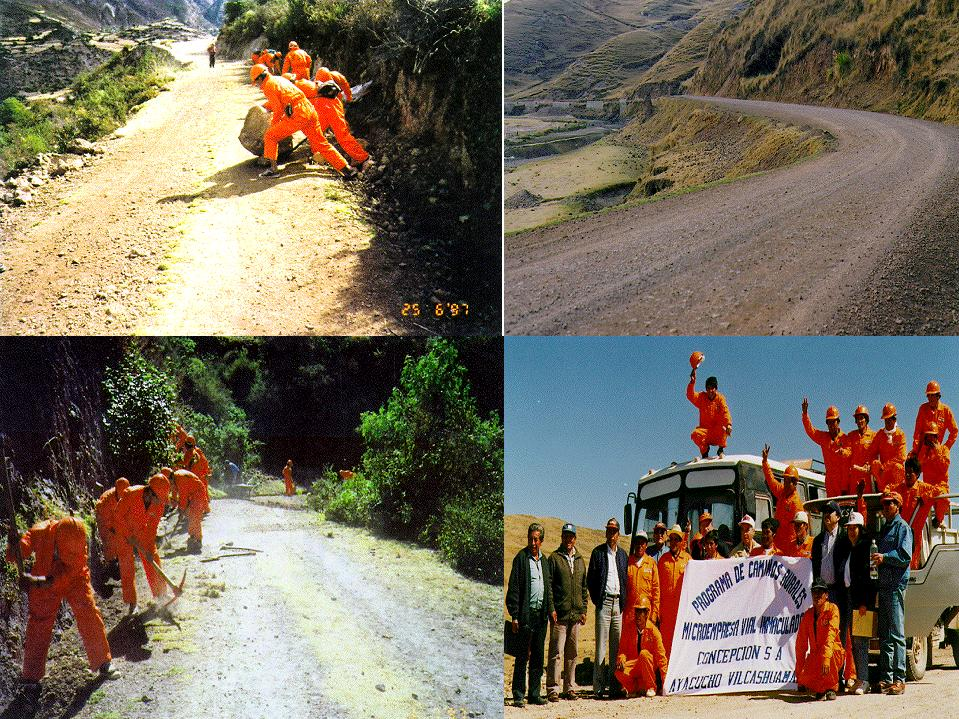 25 6'97
PROGRAMA DE CAMINOS RURALES
MICROEMPRESA VIAL INMACULADA
CONCEPCION S A
AYACUCHO VILCASHUAMAN